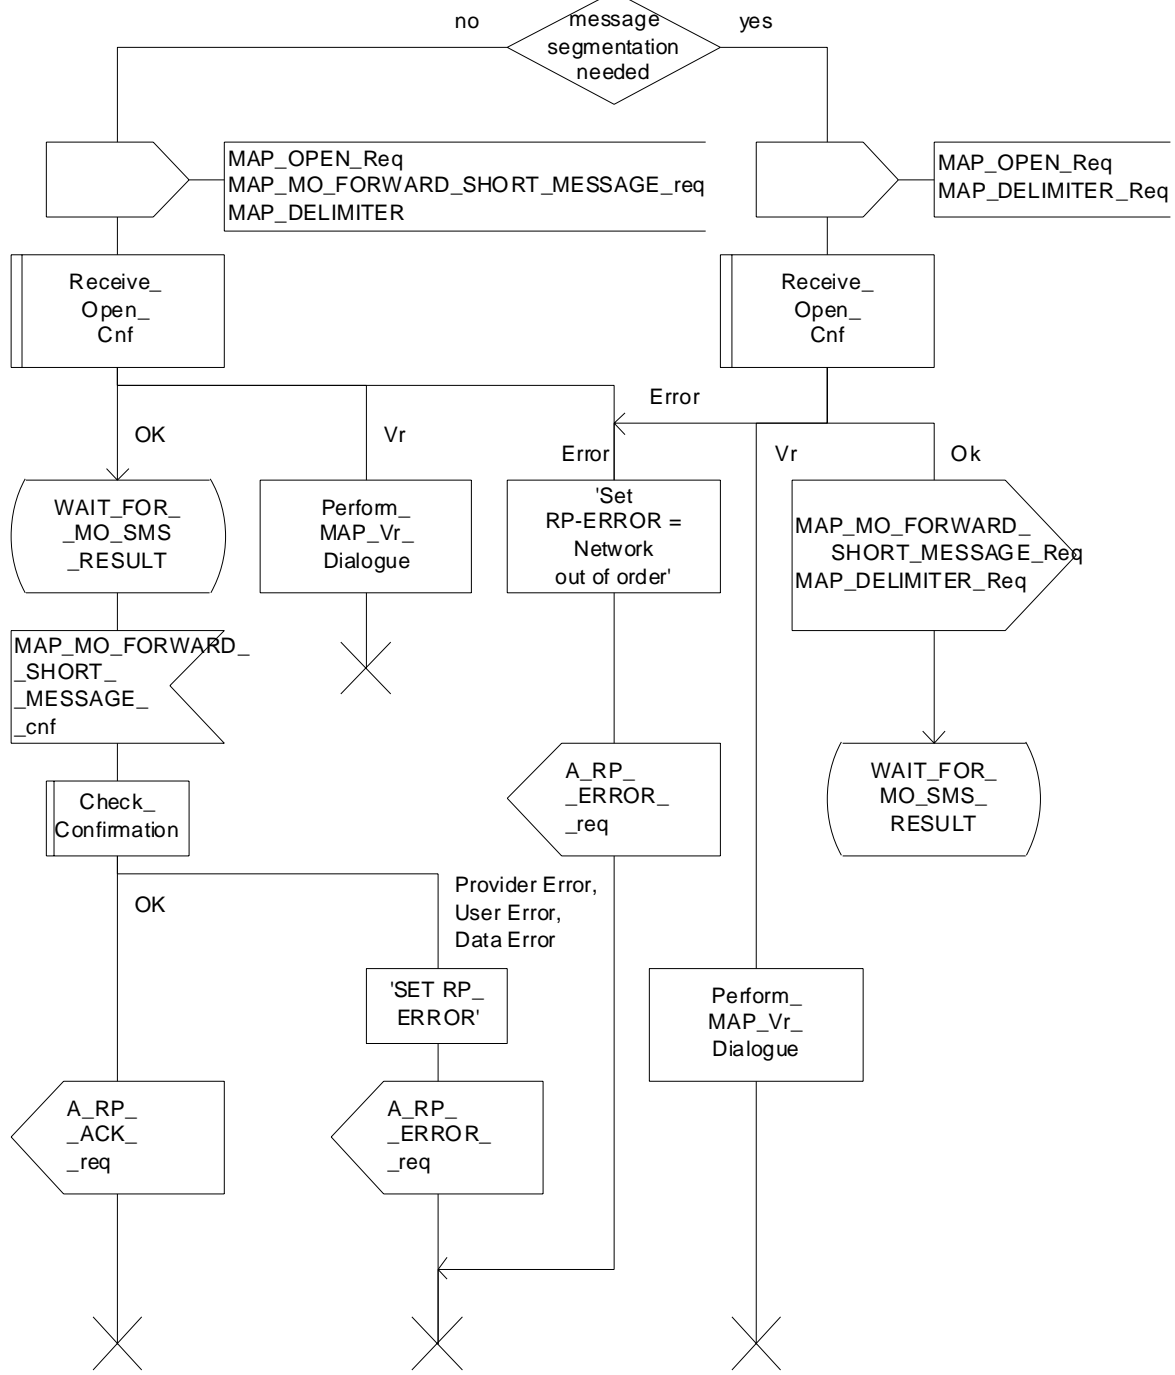 no
message
segmentation
needed
yes
MAP_OPEN_Req
MAP_MO_FORWARD_SHORT_MESSAGE_req
MAP_DELIMITER
MAP_OPEN_Req
MAP_DELIMITER_Req
Receive_
Open_
Cnf
Receive_
Open_
Cnf
Error
OK
Vr
Error
Vr
Ok
WAIT_FOR_
_MO_SMS
_RESULT
Perform_
MAP_Vr_
Dialogue
'Set
RP-ERROR =
Network
out of order'
MAP_MO_FORWARD_
SHORT_MESSAGE_Req
MAP_DELIMITER_Req
MAP_MO_FORWARD_
_SHORT_
_MESSAGE_
_cnf
A_RP_
_ERROR_
_req
WAIT_FOR_
MO_SMS_
RESULT
Check_
Confirmation
OK
Provider Error,
User Error,
Data Error
'SET RP_
ERROR'
Perform_
MAP_Vr_
Dialogue
A_RP_
_ACK_
_req
A_RP_
_ERROR_
_req